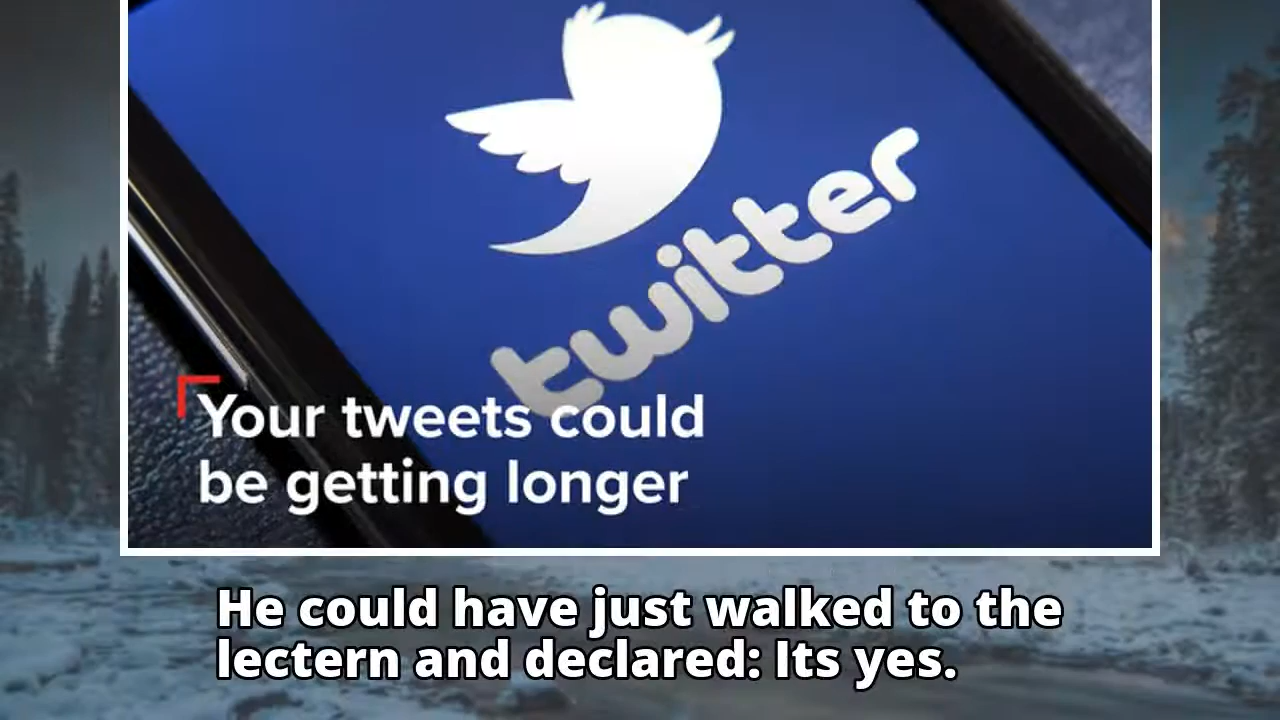 twitter
Your tweets could
be getting longer
He could have just walked to the
lectern and declared: Its yes.